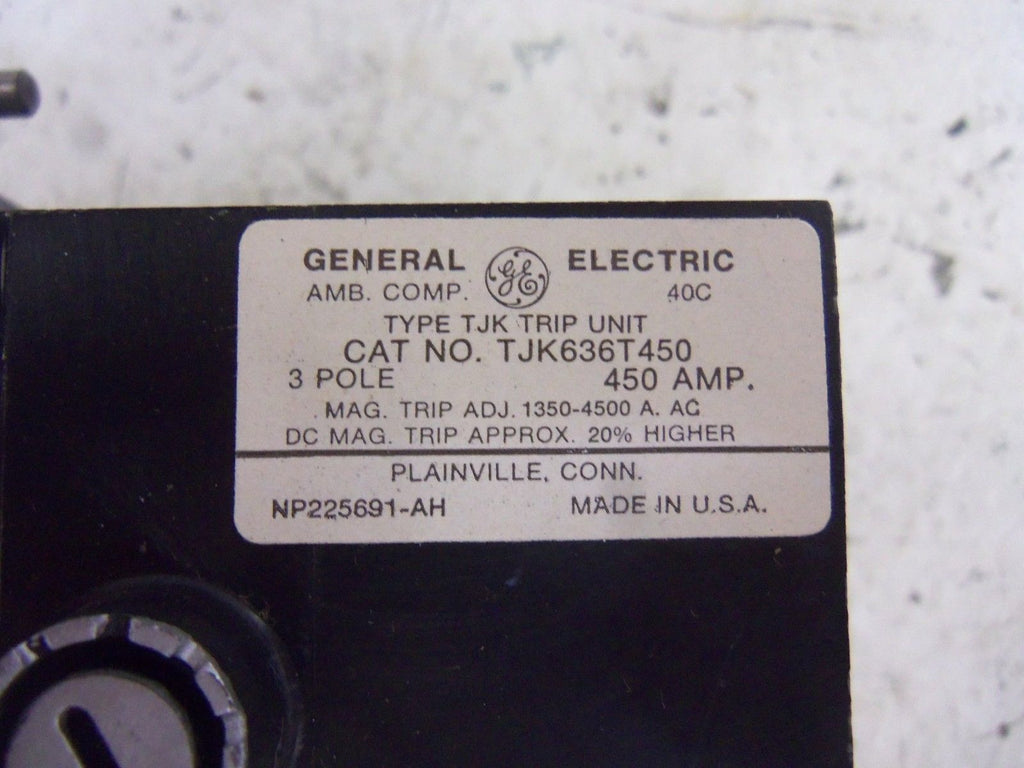 GENERAL GE ELECTRIC
AMB. COMP. 40C
TYPE TJK TRIP UNIT
CAT NO. TJK636T450
3 POLE 450 AMP.
MAG. TRIP ADJ. 1350-4500 A. AC
DC MAG. TRIP APPROX. 20% HIGHER
PLAINVILLE, CONN.
NP225691-AH MADE IN U.S.A.